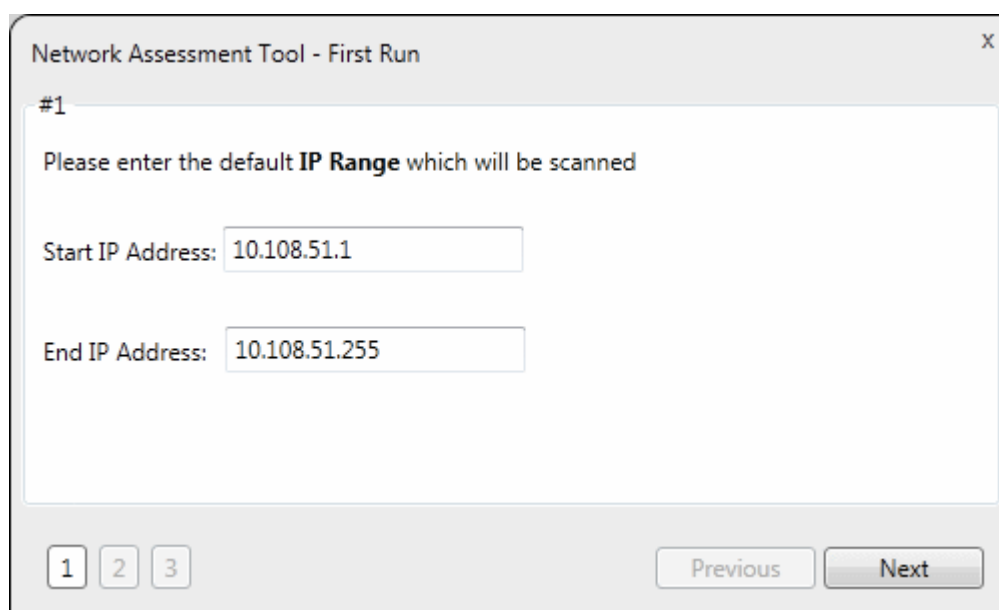 Network Assessment Tool - First Run
x
#1
Please enter the default IP Range which will be scanned
Start IP Address: 10.108.51.1
End IP Address: 10.108.51.255
1 2 3 Previous Next